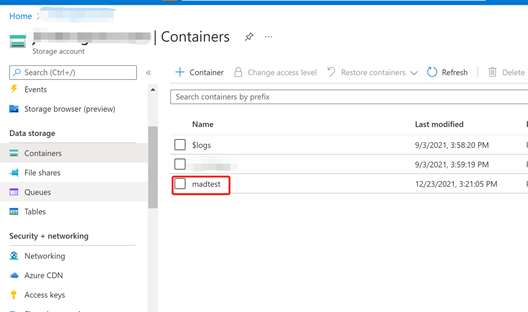 Home >
| Containers
Storage account
Search (Ctrl+/)
«
Events
Storage browser (preview)
Data storage
Containers
File shares
Queues
Tables
Security + networking
Networking
Azure CDN
Access keys
+ Container Change access level Restore containers Refresh Delete
Search containers by prefix
Name Last modified
$logs 9/3/2021, 3:58:20 PM
9/3/2021, 3:59:19 PM
madtest 12/23/2021, 3:21:05 PM